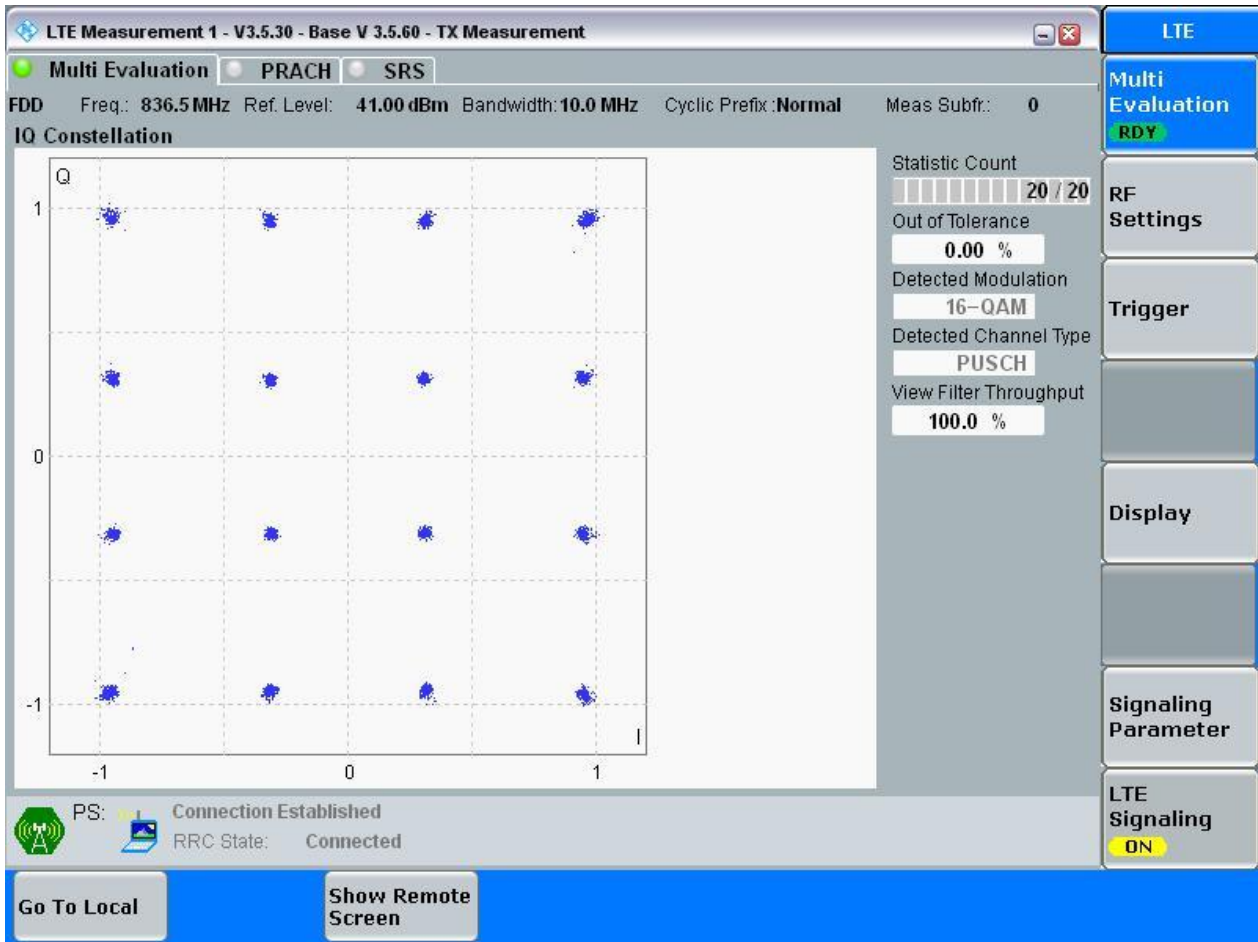 LTE Measurement 1 - V3.5.30 - Base V 3.5.60 - TX Measurement
LTE
Multi Evaluation PRACH SRS
FDD Freq.: 836.5 MHz Ref. Level: 41.00 dBm Bandwidth: 10.0 MHz Cyclic Prefix :Normal Meas Subfr.: 0
IQ Constellation
Q
1
0
-1
-1 0 1
I
Statistic Count
20 / 20
Out of Tolerance
0.00 %
Detected Modulation
16-QAM
Detected Channel Type
PUSCH
View Filter Throughput
100.0 %
Multi
Evaluation
RDY
RF
Settings
Trigger
Display
Signaling
Parameter
LTE
Signaling
ON
PS: Connection Established
RRC State: Connected
Go To Local
Show Remote
Screen